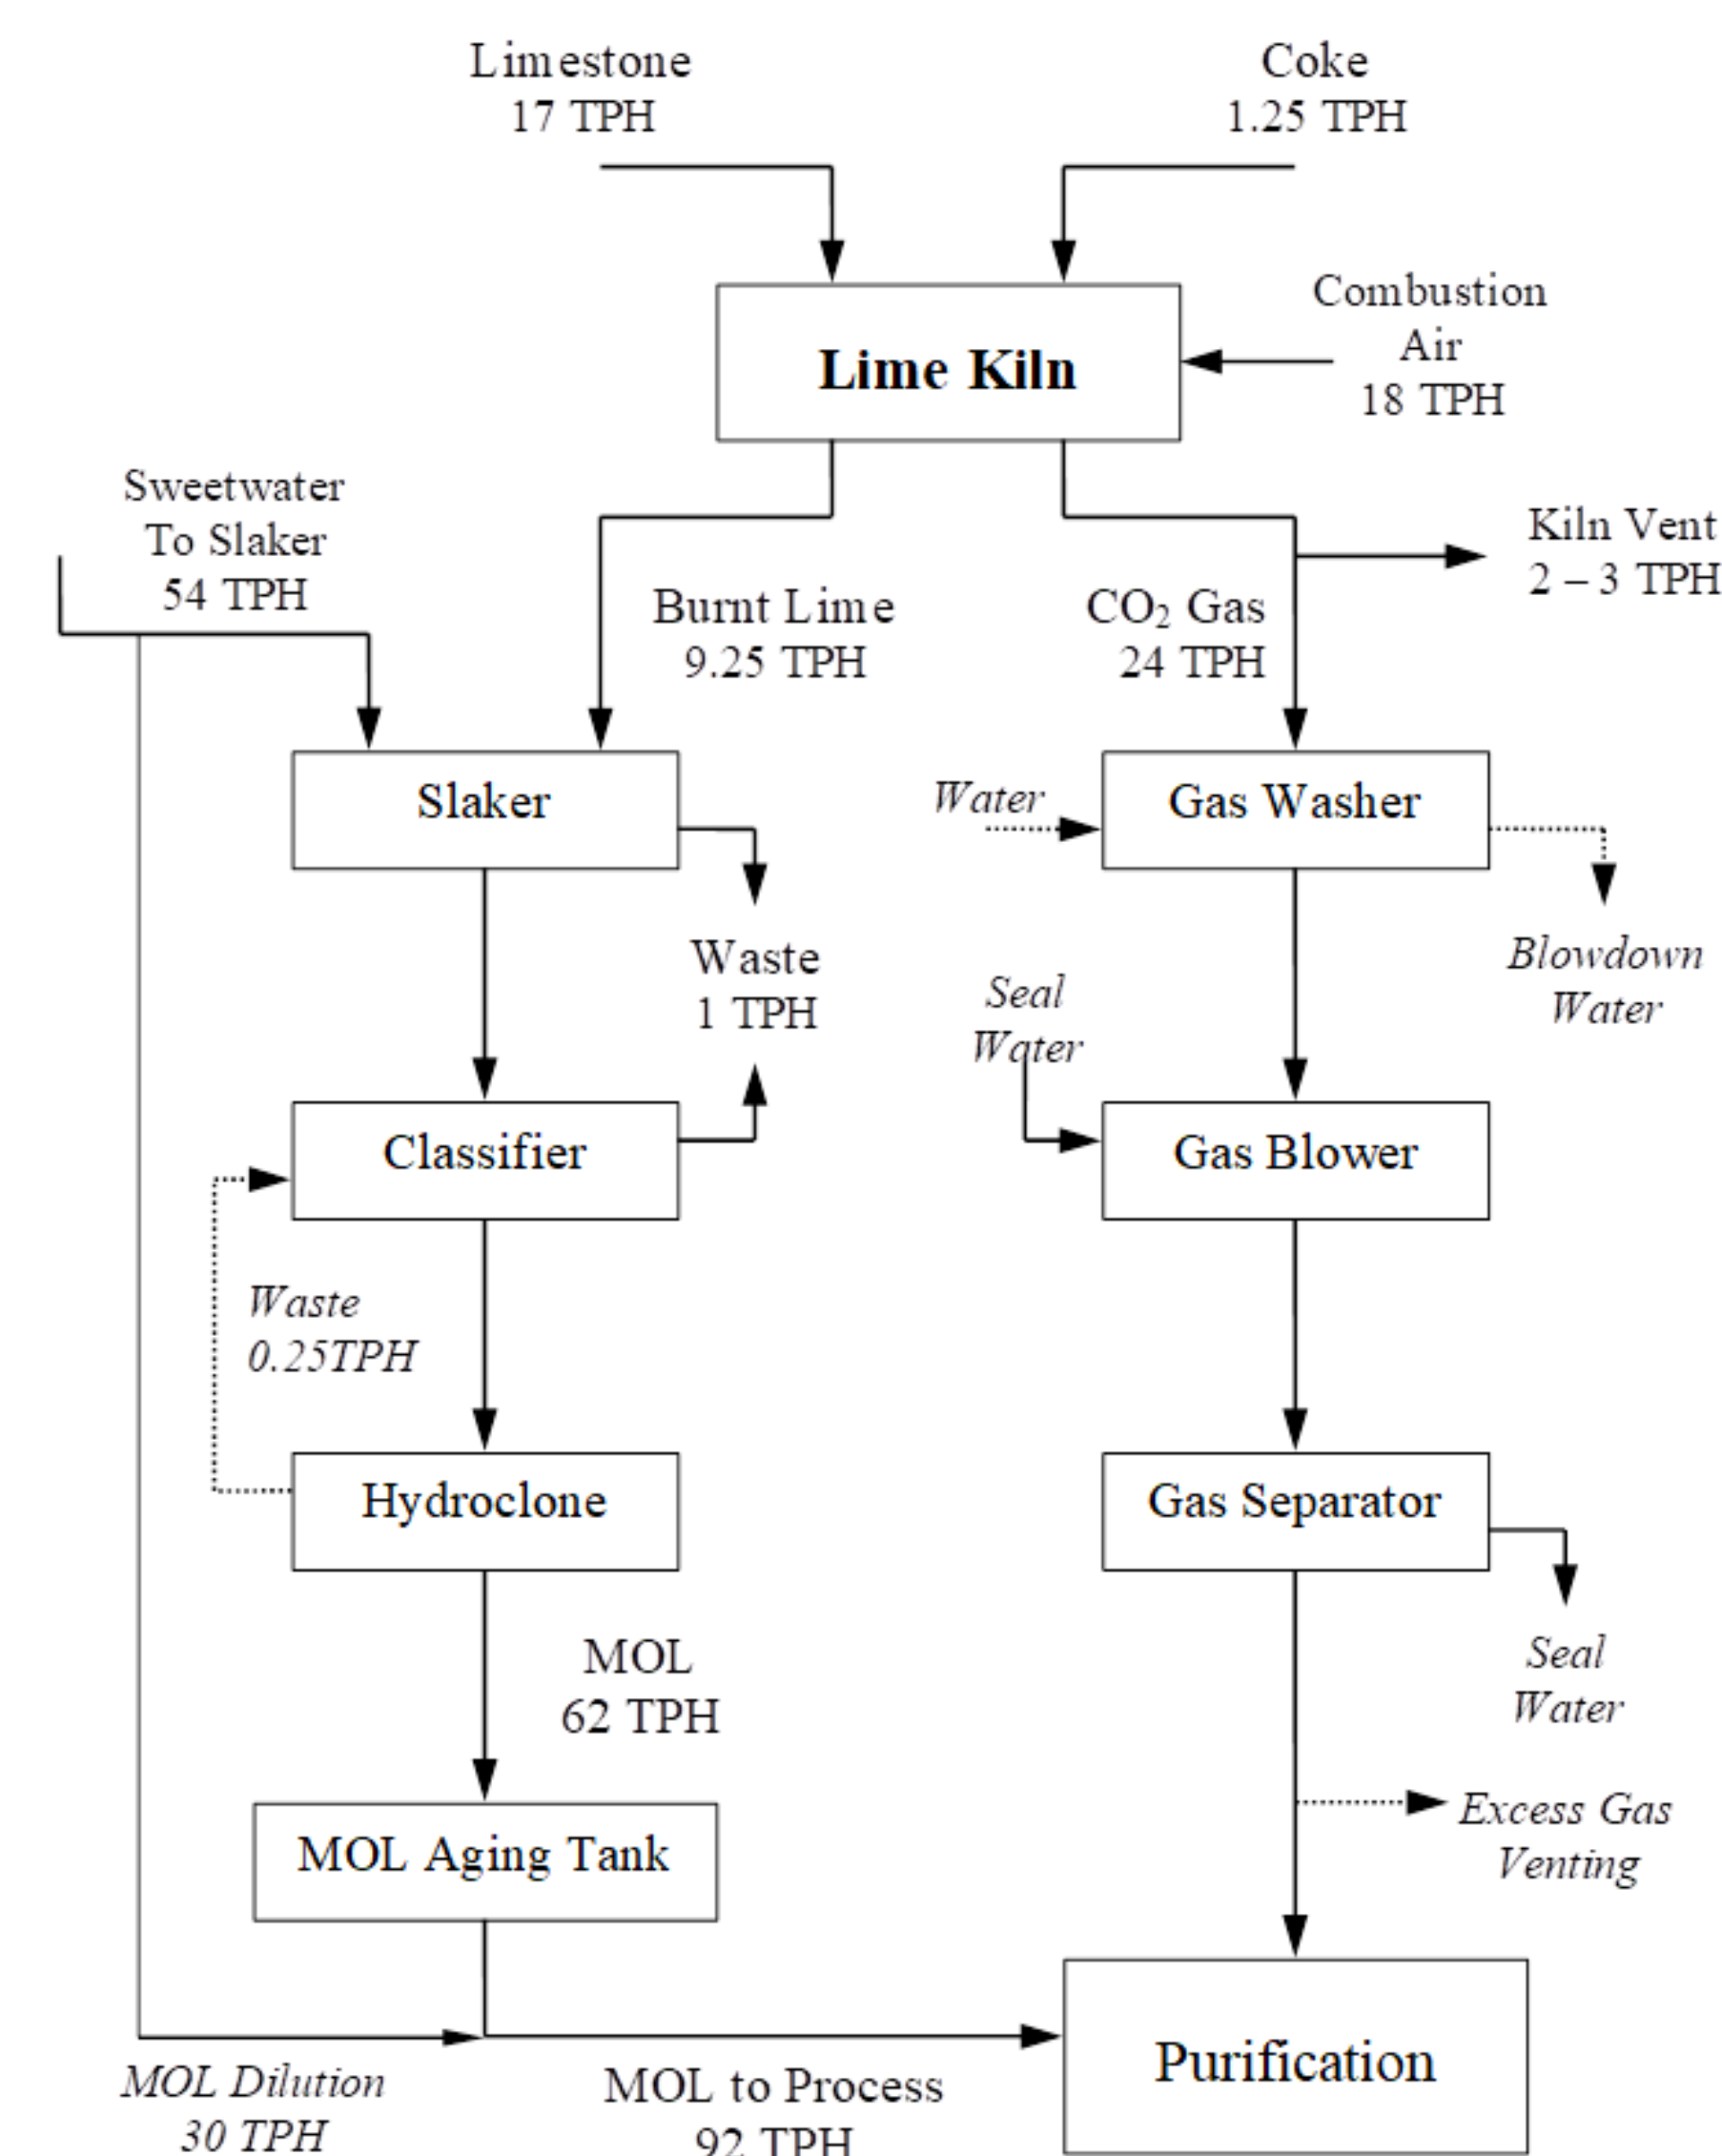 Limestone
17 TPH
Coke
1.25 TPH
Combustion
Air
18 TPH
Lime Kiln
Sweetwater
To Slaker
54 TPH
Kiln Vent
2 – 3 TPH
Burnt Lime
9.25 TPH
CO₂ Gas
24 TPH
Slaker
Water
Gas Washer
Waste
1 TPH
Blowdown
Water
Seal
Water
Classifier
Gas Blower
Waste
0.25TPH
Hydroclone
Gas Separator
MOL
62 TPH
Seal
Water
Excess Gas
Venting
MOL Aging Tank
Purification
MOL Dilution
30 TPH
MOL to Process
92 TPH